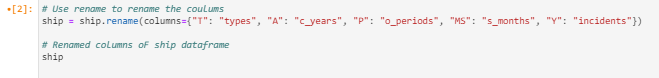 •[2]: # Use rename to rename the coulums
ship = ship.rename(columns={"T": "types", "A": "c_years", "P": "o_periods", "MS": "s_months", "Y": "incidents"})
# Renamed columns oF ship dataframe
ship